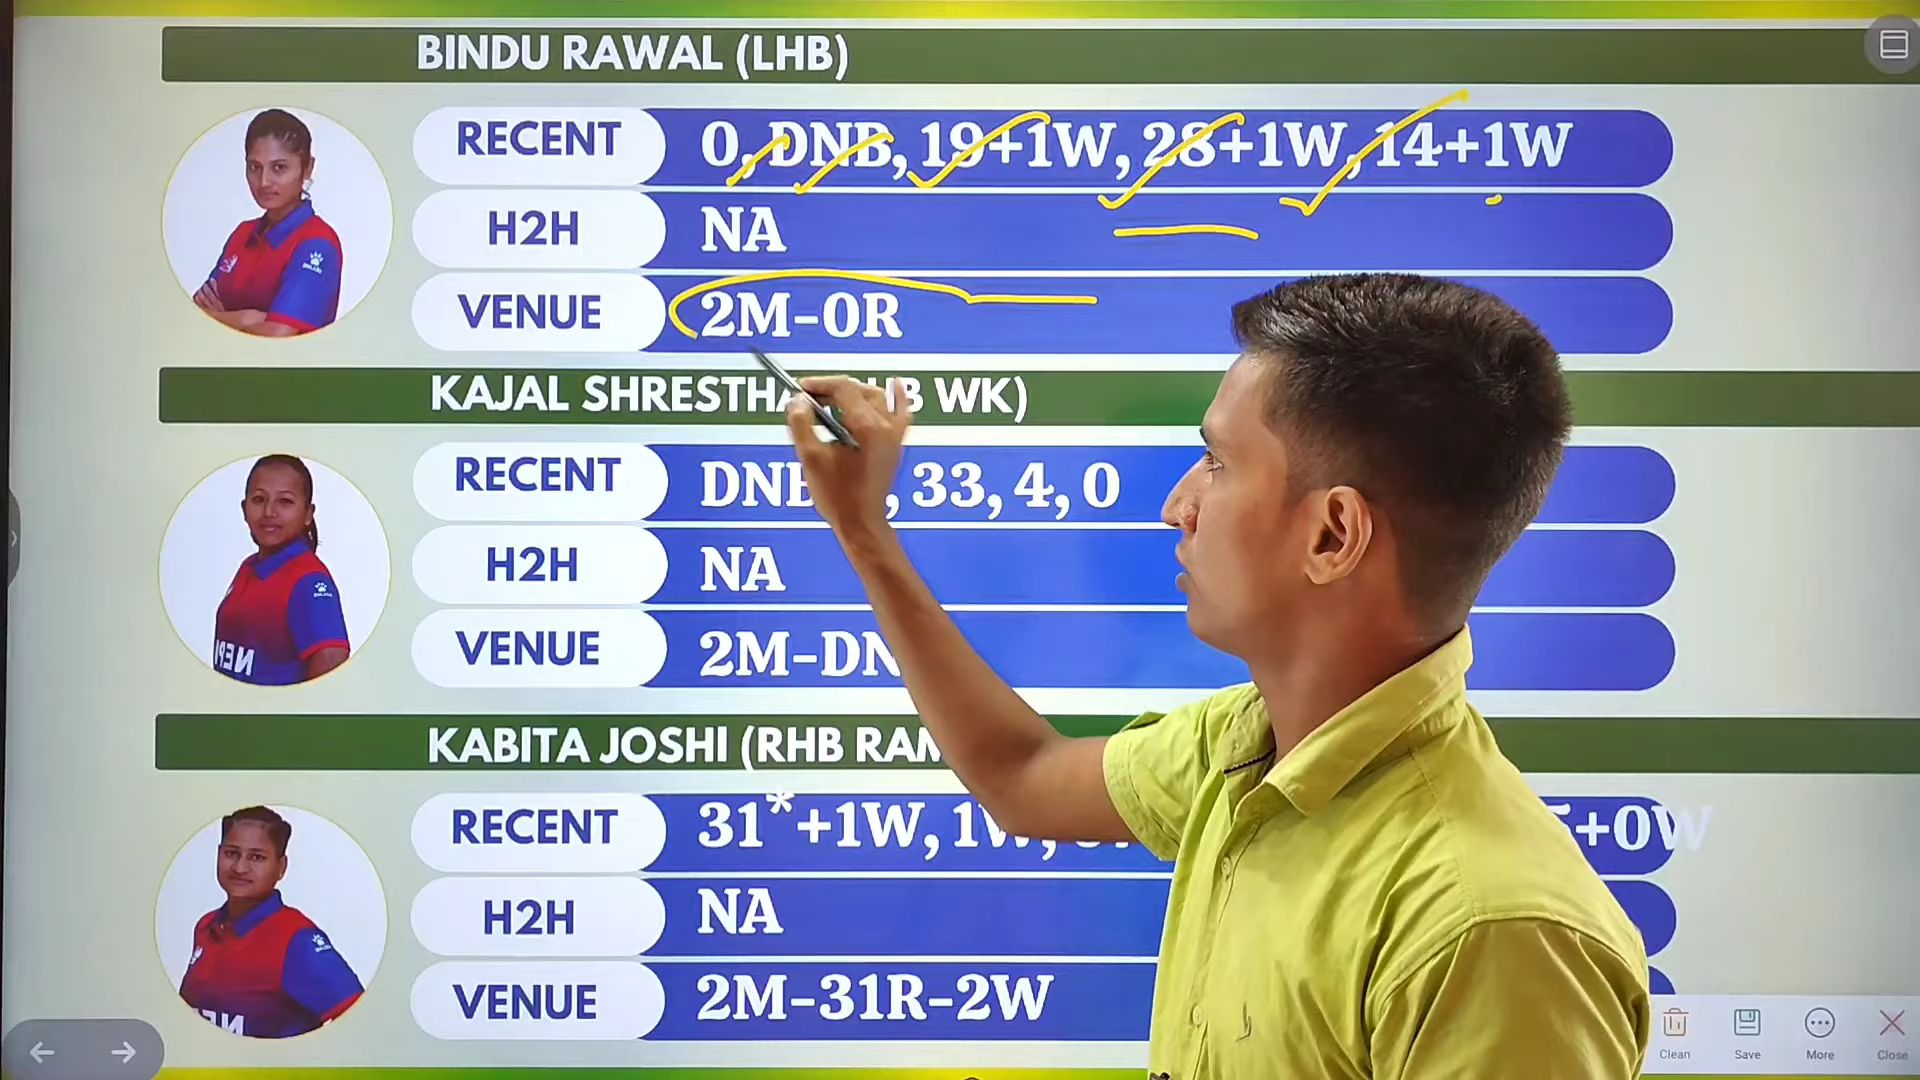 BINDU RAWAL (LHB)
RECENT 0, DNB, 19+1W, 28+1W, 14+1W
H2H NA
VENUE 2M-0R
KAJAL SHRESTHA WK)
RECENT 33, 4, 0
H2H NA
VENUE 2M-
KABITA JOSHI (RHB
RECENT 31*+1W, +0W
H2H NA
VENUE 2M-31R-2W
Clean Save More Close